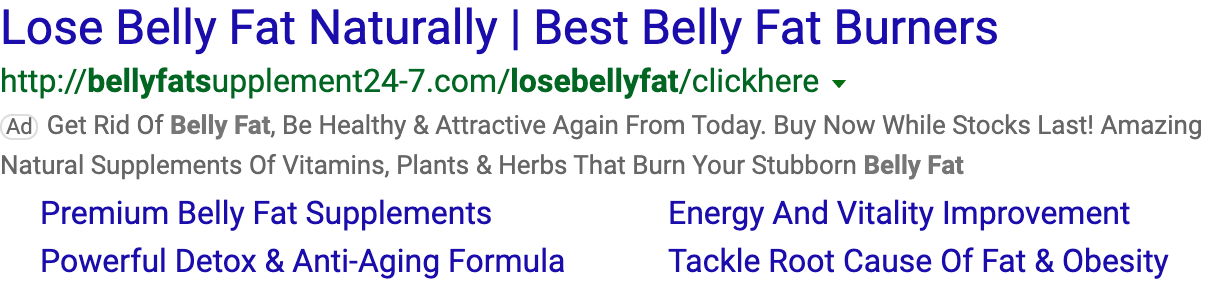 Lose Belly Fat Naturally | Best Belly Fat Burners
http://bellyfatsupplement24-7.com/losebellyfat/clickhere
Ad Get Rid Of Belly Fat, Be Healthy & Attractive Again From Today. Buy Now While Stocks Last! Amazing
Natural Supplements Of Vitamins, Plants & Herbs That Burn Your Stubborn Belly Fat
Premium Belly Fat Supplements Energy And Vitality Improvement
Powerful Detox & Anti-Aging Formula Tackle Root Cause Of Fat & Obesity